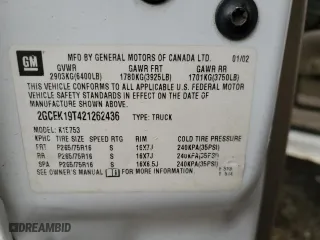 GM
MFD BY GENERAL MOTORS OF CANADA LTD. 01/02
GVWR GAWR FRT GAWR RR
2903KG(6400LB) 1780KG(3925LB) 1701KG(3750LB)
THIS VEHICLE CONFORMS TO ALL APPLICABLE U.S. FEDERAL MOTOR
VEHICLE SAFETY STANDARDS IN EFFECT ON THE DATE OF
MANUFACTURE SHOWN ABOVE.
2GCEK19T421262436 TYPE: TRUCK
MODEL: K15753
TIRE SIZE SPEED RTG RIM COLD TIRE PRESSURE
FRT P265/75R16 S 16X7J 240KPA(35PSI)
RR P265/75R16 S 16X7J 240KPA(35PSI)
SPA P265/75R16 S 16X6.5J 240KPA(35PSI)
SEE OWNER'S MANUAL FOR ADDITIONAL INFORMATION
AUTOBIDMASTER